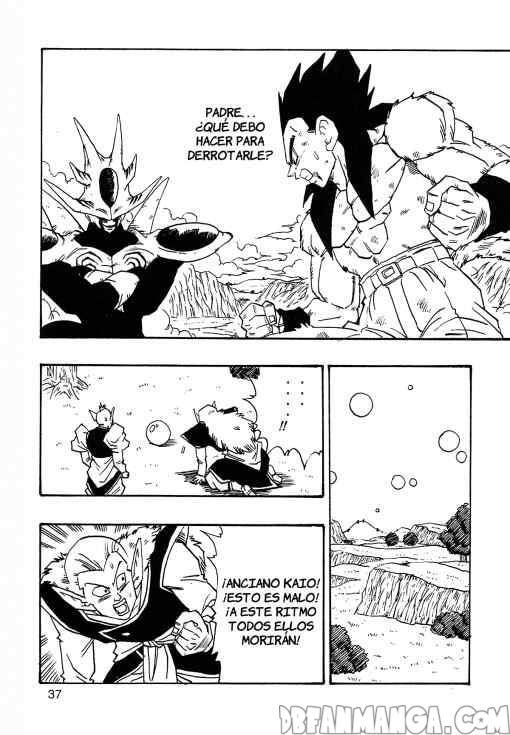 PADRE...
¿QUÉ DEBO
HACER PARA
DERROTARLE?
!!
¡ANCIANO KAIO!
¡ESTO ES MALO!
¡A ESTE RITMO
TODOS ELLOS
MORIRÁN!
37
DBFANMANGA.COM